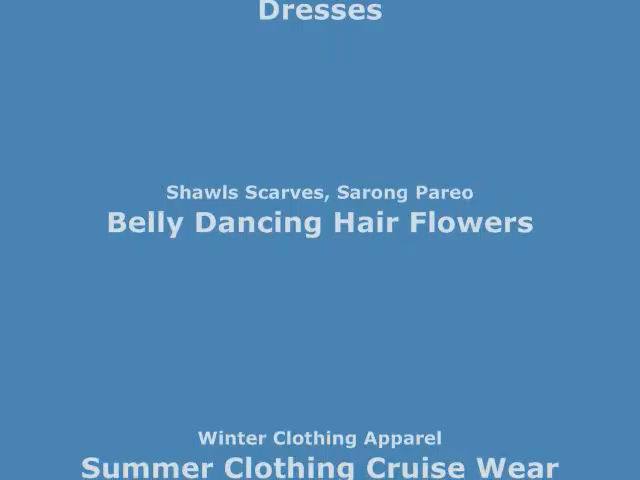 Dresses
Shawls Scarves, Sarong Pareo
Belly Dancing Hair Flowers
Winter Clothing Apparel
Summer Clothing Cruise Wear